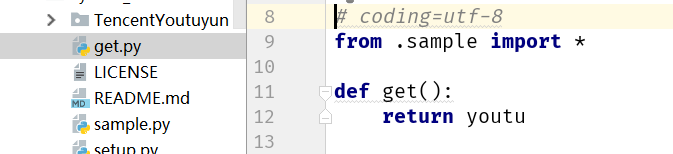 TencentYoutuyun
get.py
LICENSE
README.md
sample.py
setup.py
8 # coding=utf-8
9 from .sample import *
10
11 def get():
12 return youtu
13